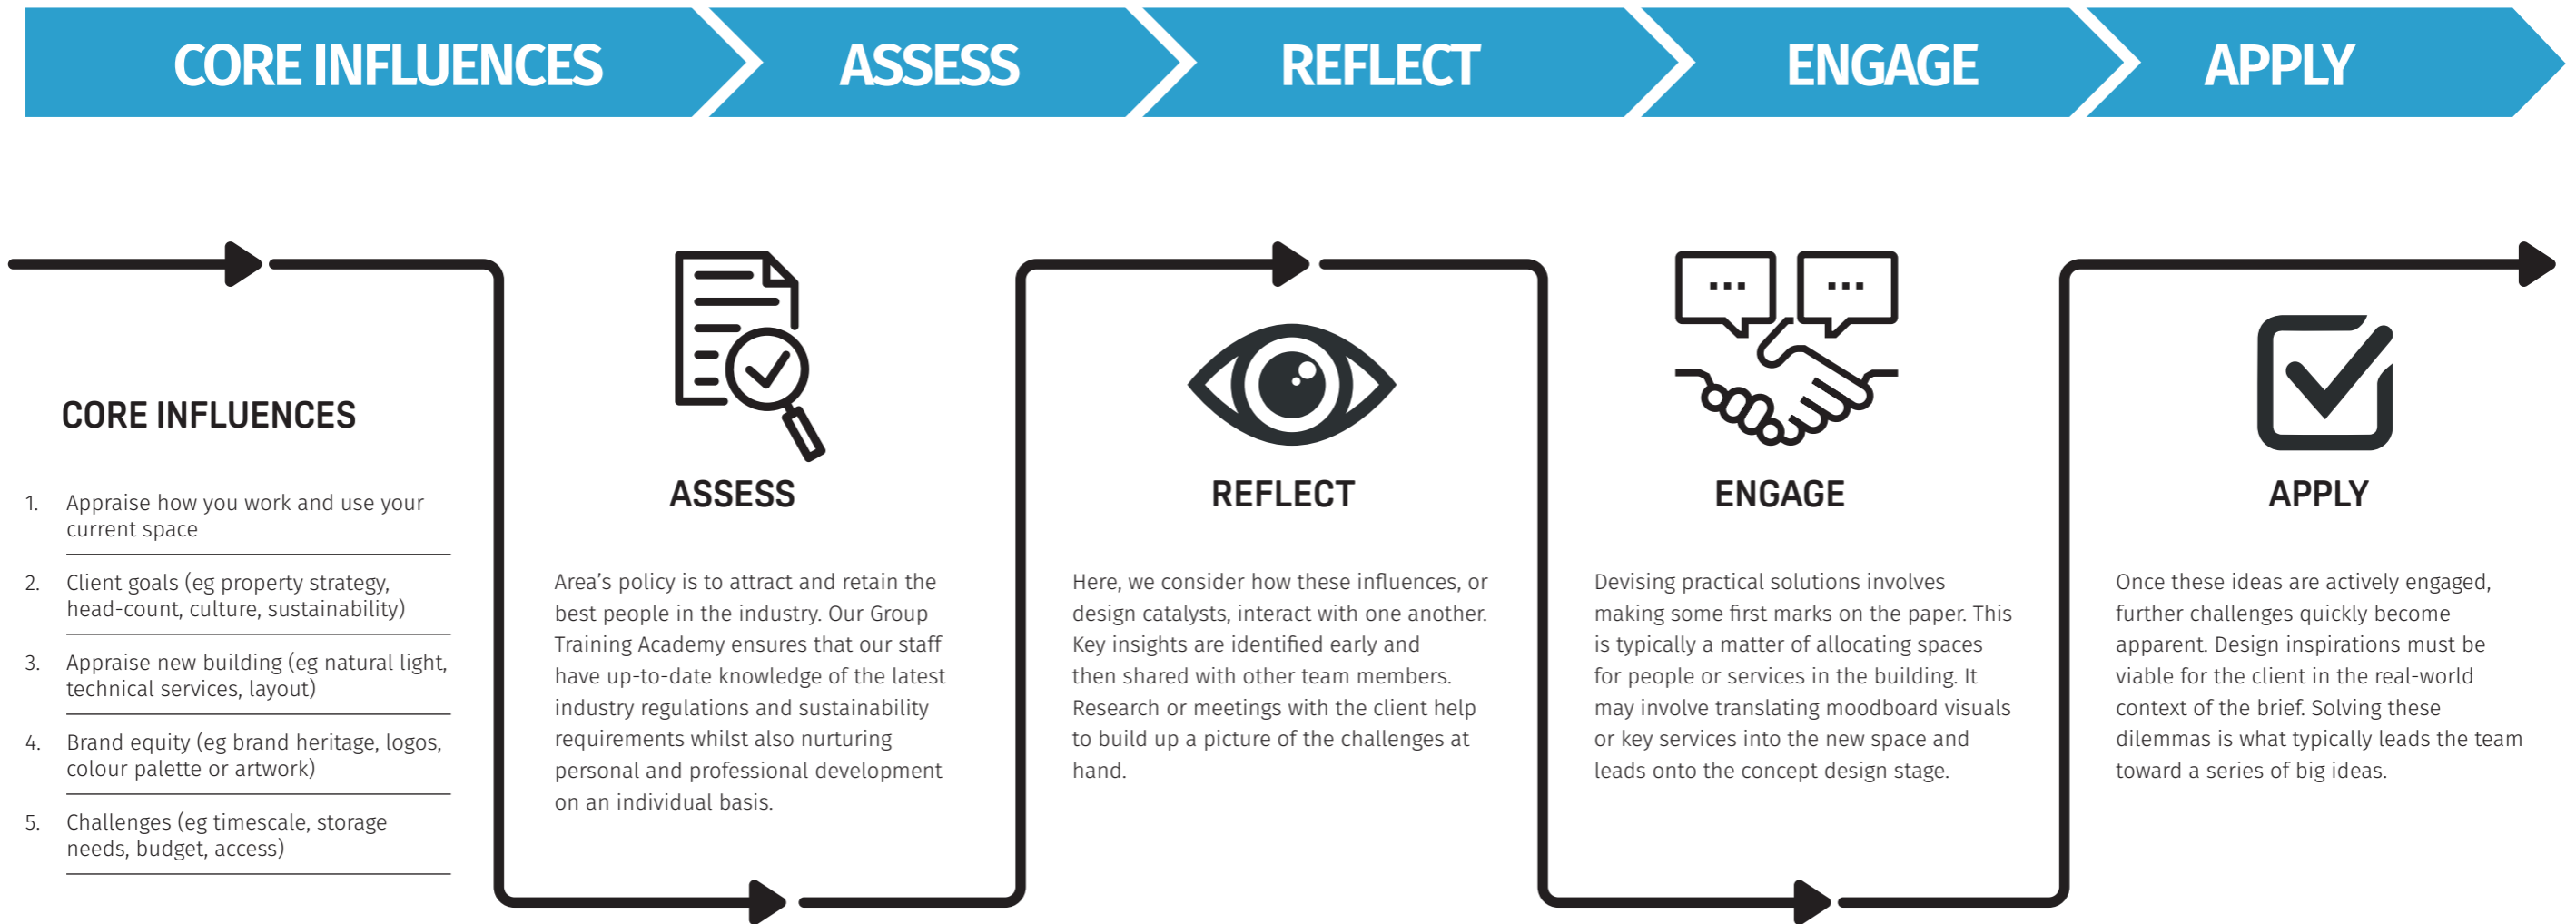 CORE INFLUENCES
ASSESS
REFLECT
ENGAGE
APPLY
CORE INFLUENCES
1. Appraise how you work and use your
current space
2. Client goals (eg property strategy,
head-count, culture, sustainability)
3. Appraise new building (eg natural light,
technical services, layout)
4. Brand equity (eg brand heritage, logos,
colour palette or artwork)
5. Challenges (eg timescale, storage
needs, budget, access)
ASSESS
Area’s policy is to attract and retain the
best people in the industry. Our Group
Training Academy ensures that our staff
have up-to-date knowledge of the latest
industry regulations and sustainability
requirements whilst also nurturing
personal and professional development
on an individual basis.
REFLECT
Here, we consider how these influences, or
design catalysts, interact with one another.
Key insights are identified early and
then shared with other team members.
Research or meetings with the client help
to build up a picture of the challenges at
hand.
ENGAGE
Devising practical solutions involves
making some first marks on the paper. This
is typically a matter of allocating spaces
for people or services in the building. It
may involve translating moodboard visuals
or key services into the new space and
leads onto the concept design stage.
APPLY
Once these ideas are actively engaged,
further challenges quickly become
apparent. Design inspirations must be
viable for the client in the real-world
context of the brief. Solving these
dilemmas is what typically leads the team
toward a series of big ideas.